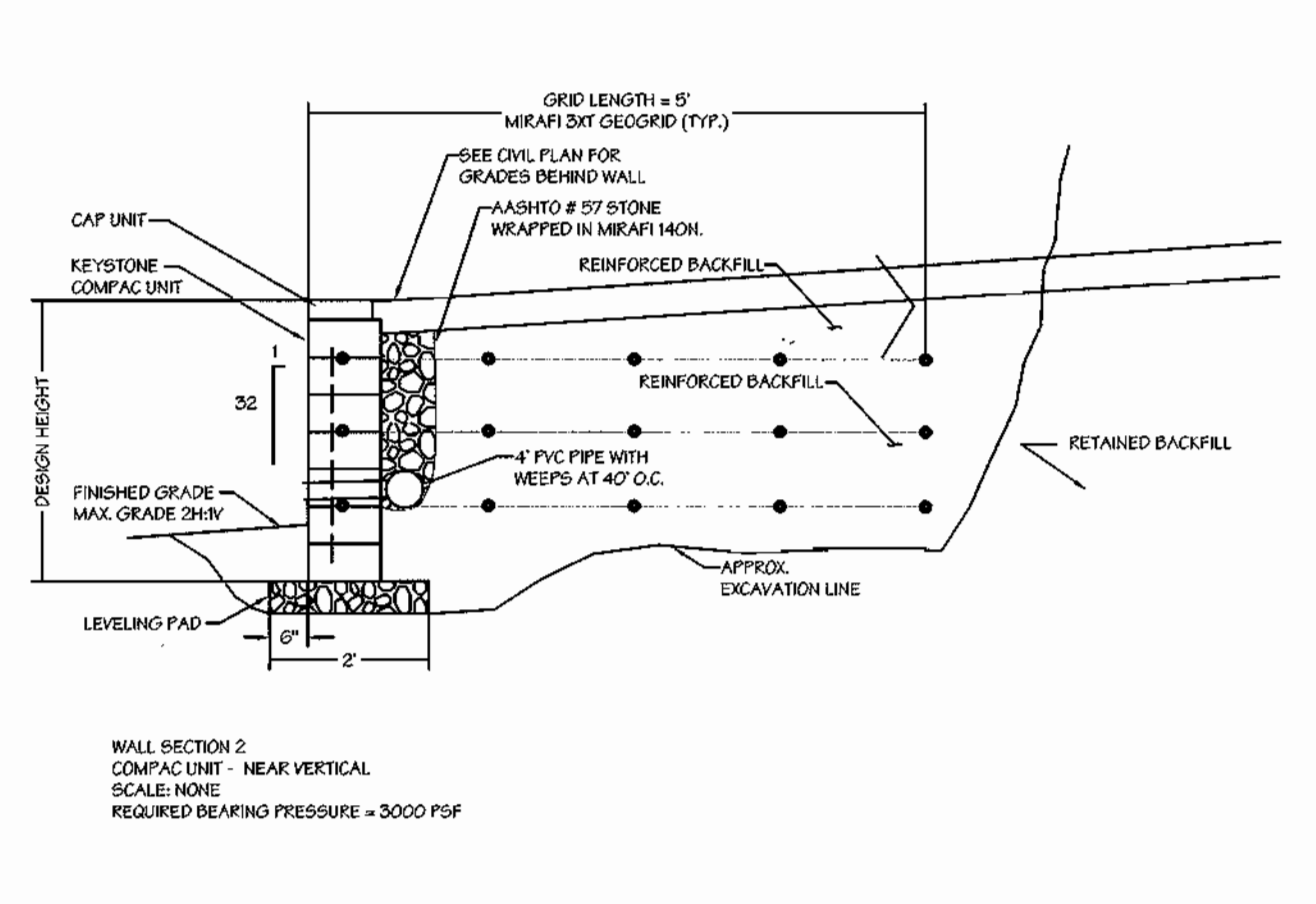 GRID LENGTH = 5'
MIRAFI 3XT GEOGRID (TYP.)
SEE CIVIL PLAN FOR
GRADES BEHIND WALL
AASHTO # 57 STONE
WRAPPED IN MIRAFI 140N.
CAP UNIT
KEYSTONE
COMPAC UNIT
REINFORCED BACKFILL
1
32
REINFORCED BACKFILL
DESIGN HEIGHT
RETAINED BACKFILL
4' PVC PIPE WITH
WEEPS AT 40' O.C.
FINISHED GRADE
MAX. GRADE 2H:1V
APPROX.
EXCAVATION LINE
LEVELING PAD
6"
2'
WALL SECTION 2
COMPAC UNIT - NEAR VERTICAL
SCALE: NONE
REQUIRED BEARING PRESSURE = 3000 PSF